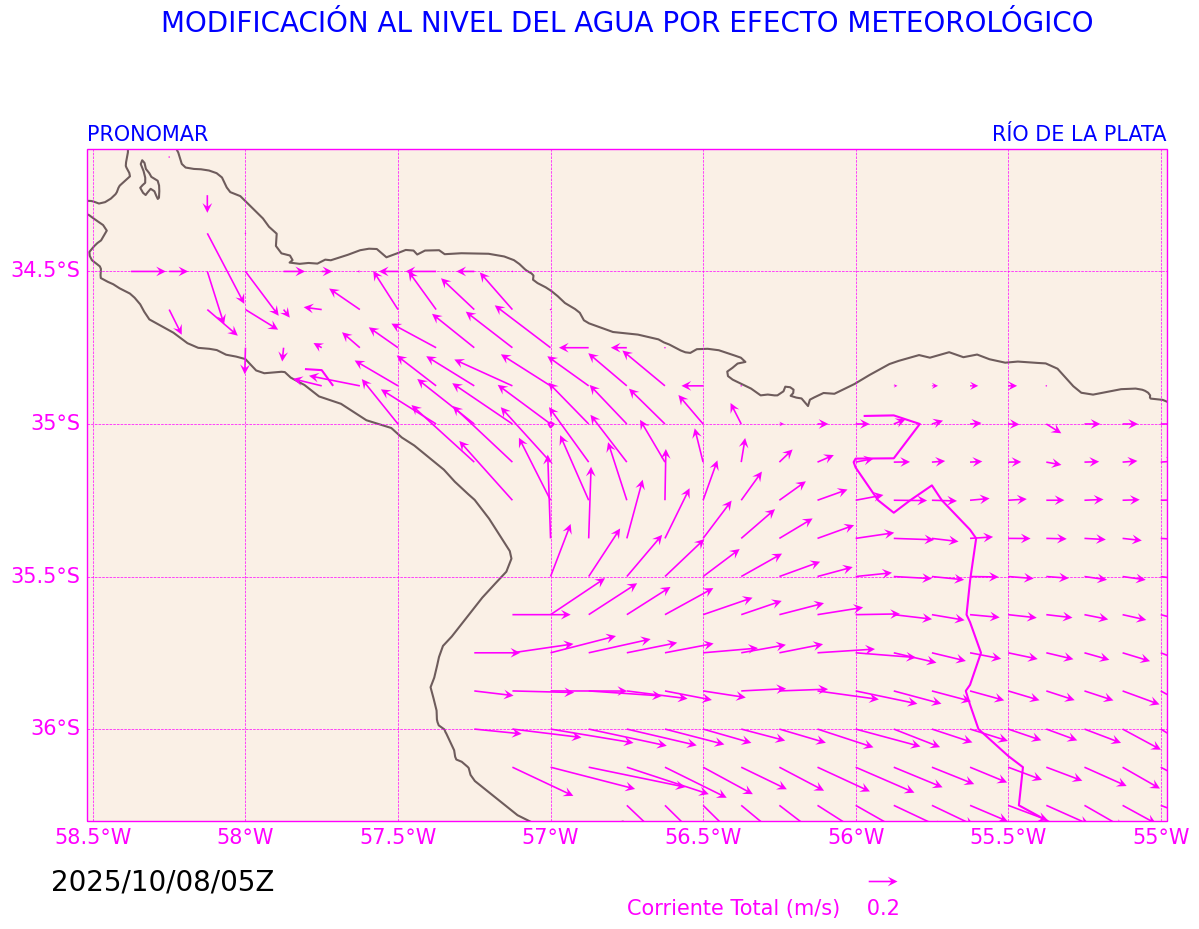 MODIFICACIÓN AL NIVEL DEL AGUA POR EFECTO METEOROLÓGICO
PRONOMAR
RÍO DE LA PLATA
34.5°S
35°S
35.5°S
36°S
58.5°W
58°W
57.5°W
57°W
56.5°W
56°W
55.5°W
55°W
2025/10/08/05Z
Corriente Total (m/s)
0.2